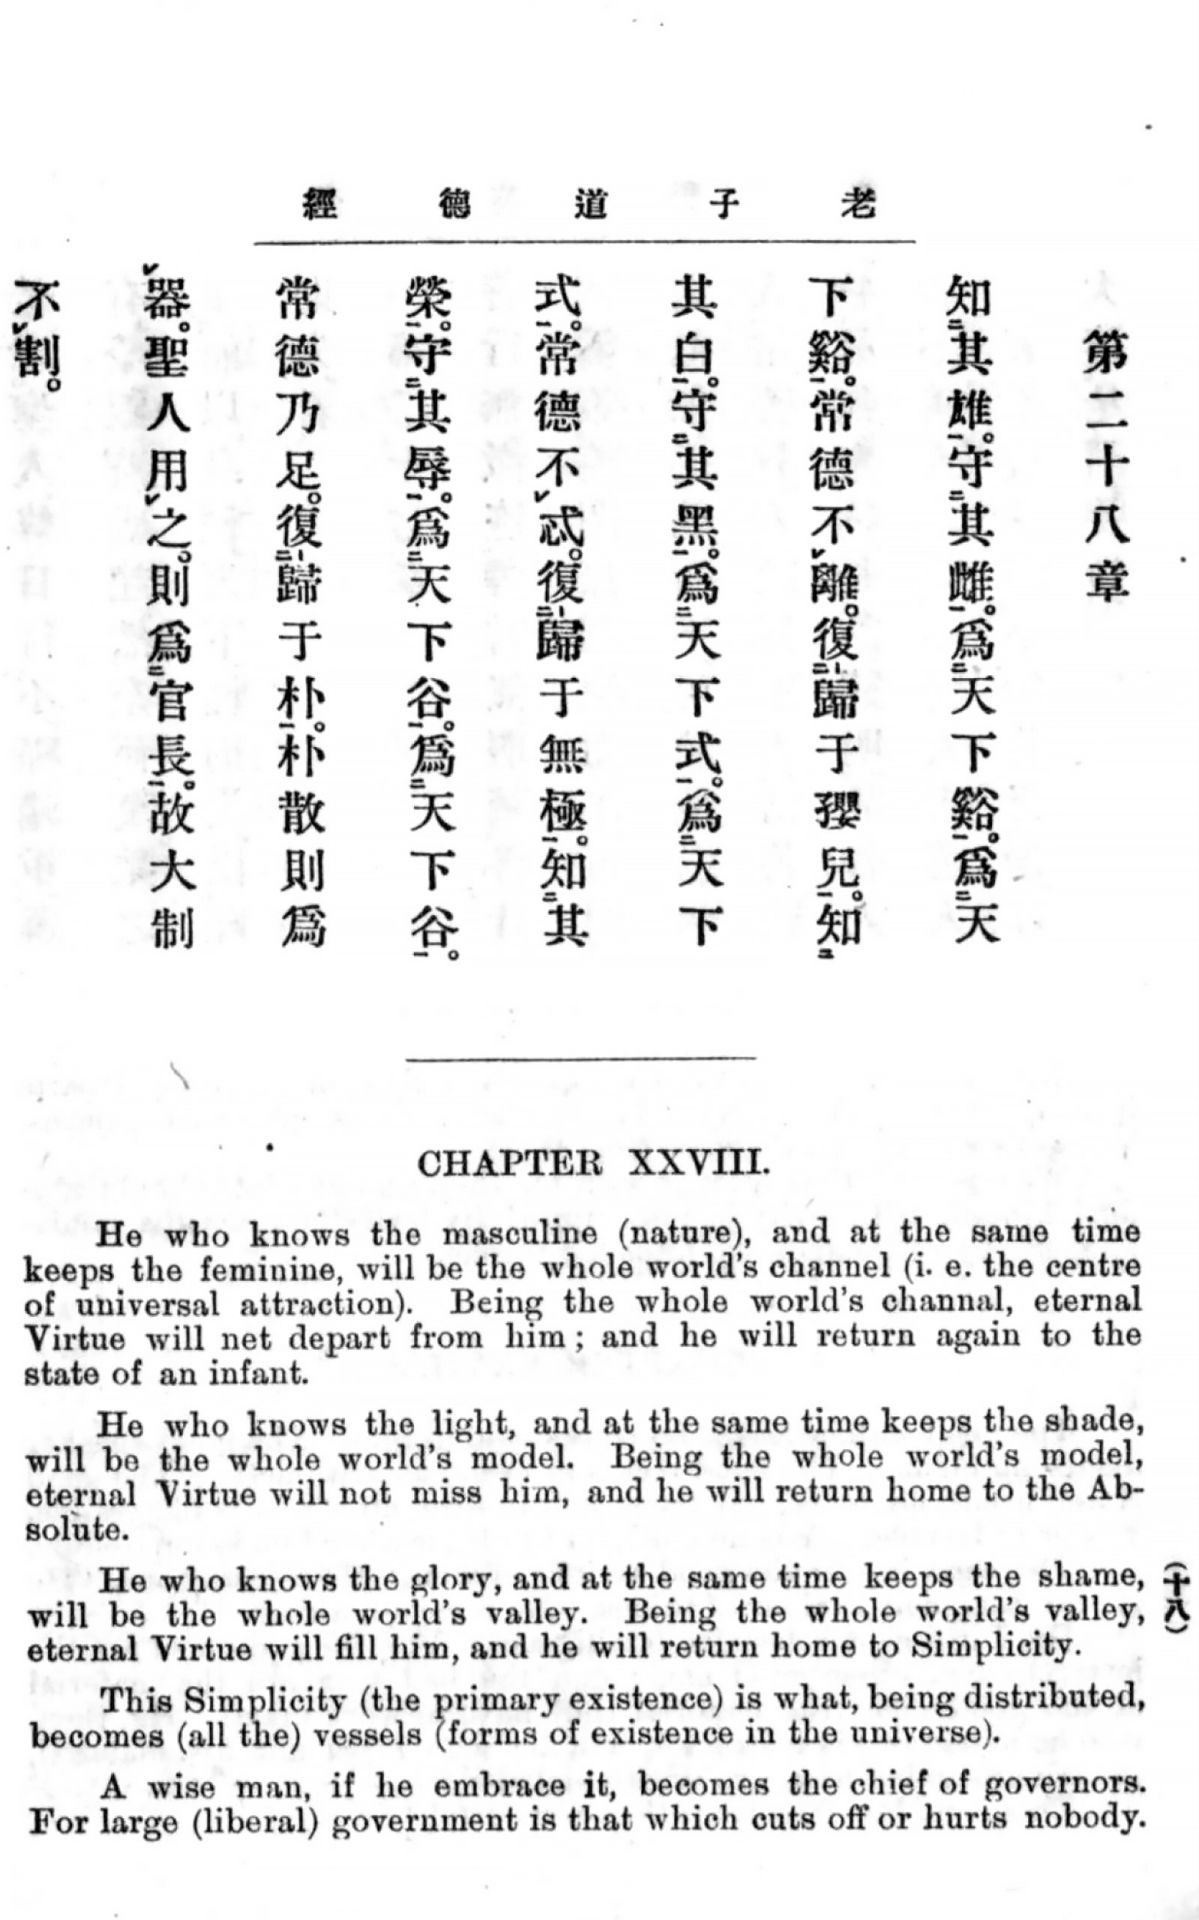 老子道德經
第二十八章
知其雄。守其雌。爲天下谿。爲天
下谿。常德不離。復歸于孾兒。知
其白。守其黑。爲天下式。爲天下
式。常德不忒。復歸于無極。知其
榮。守其辱。爲天下谷。爲天下谷。
常德乃足。復歸于朴。朴散則爲
器。聖人用之。則爲官長。故大制
不割。
CHAPTER XXVIII.
He who knows the masculine (nature), and at the same time
keeps the feminine, will be the whole world's channel (i. e. the centre
of universal attraction). Being the whole world's channal, eternal
Virtue will net depart from him; and he will return again to the
state of an infant.
He who knows the light, and at the same time keeps the shade,
will be the whole world's model. Being the whole world's model,
eternal Virtue will not miss him, and he will return home to the Ab-
solute.
He who knows the glory, and at the same time keeps the shame,
will be the whole world's valley. Being the whole world's valley,
eternal Virtue will fill him, and he will return home to Simplicity.
This Simplicity (the primary existence) is what, being distributed,
becomes (all the) vessels (forms of existence in the universe).
A wise man, if he embrace it, becomes the chief of governors.
For large (liberal) government is that which cuts off or hurts nobody.
(十八)